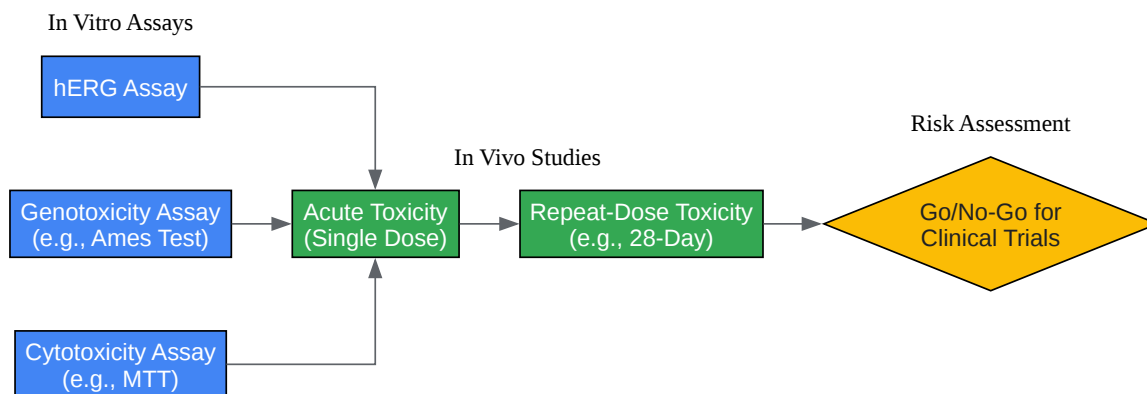 In Vitro Assays
hERG Assay
Risk Assessment
In Vivo Studies
Genotoxicity Assay
(e.g., Ames Test)
Acute Toxicity
(Single Dose)
Repeat-Dose Toxicity
(e.g., 28-Day)
Go/No-Go for
Clinical Trials
Cytotoxicity Assay
(e.g., MTT)